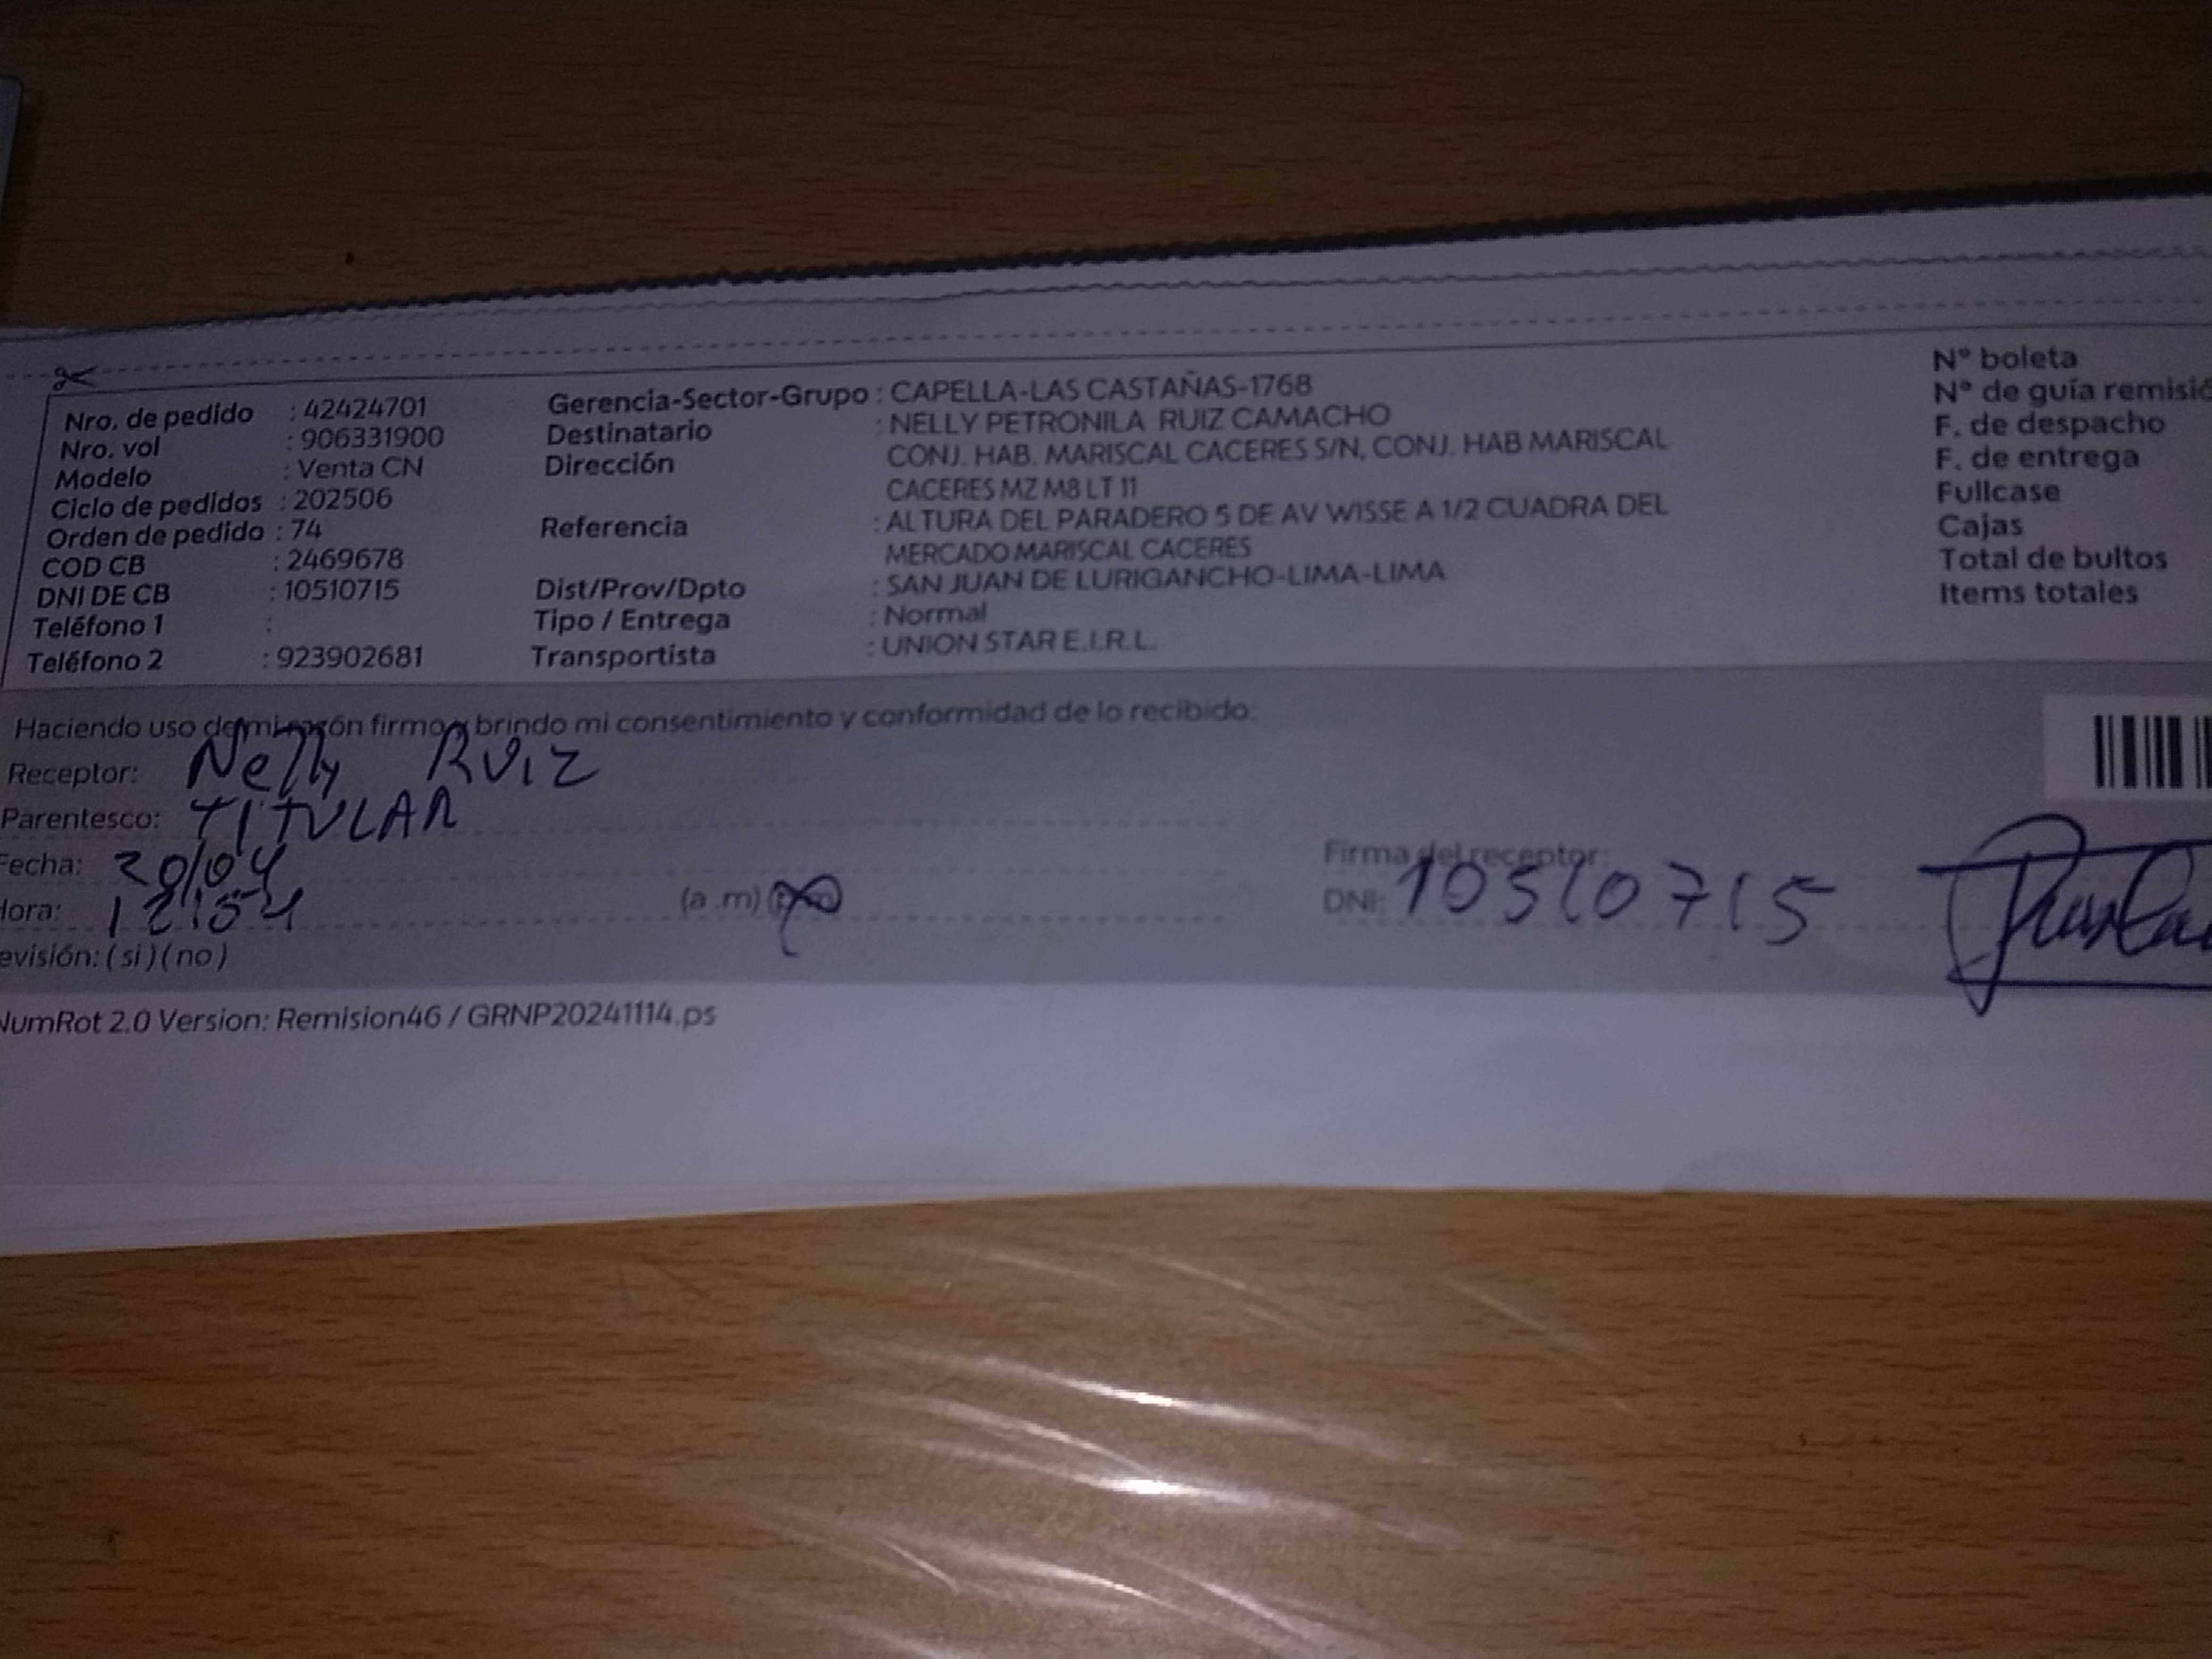 Nro. de pedido : 42424701
Nro. vol : 906331900
Modelo : Venta CN
Ciclo de pedidos : 202506
Orden de pedido : 74
COD CB : 2469678
DNI DE CB : 10510715
Teléfono 1 :
Teléfono 2 : 923902681
Gerencia-Sector-Grupo : CAPELLA-LAS CASTAÑAS-1768
Destinatario : NELLY PETRONILA RUIZ CAMACHO
Dirección CONJ. HAB. MARISCAL CACERES S/N, CONJ. HAB MARISCAL
CACERES MZ M8 LT 11
Referencia : ALTURA DEL PARADERO 5 DE AV WISSE A 1/2 CUADRA DEL
MERCADO MARISCAL CACERES
Dist/Prov/Dpto : SAN JUAN DE LURIGANCHO-LIMA-LIMA
Tipo / Entrega : Normal
Transportista : UNION STAR E.I.R.L.
N° boleta
N° de guía remisió
F. de despacho
F. de entrega
Fullcase
Cajas
Total de bultos
Items totales
Haciendo uso de mi razón firmo y brindo mi consentimiento y conformidad de lo recibido:
Receptor: Nelly Ruiz
Parentesco: TITULAR
Fecha: 20/04
Hora: 12:54 (a .m)
evisión: ( si ) ( no )
Firma del receptor:
DNI: 10510715
NumRot 2.0 Version: Remision46 / GRNP20241114.ps